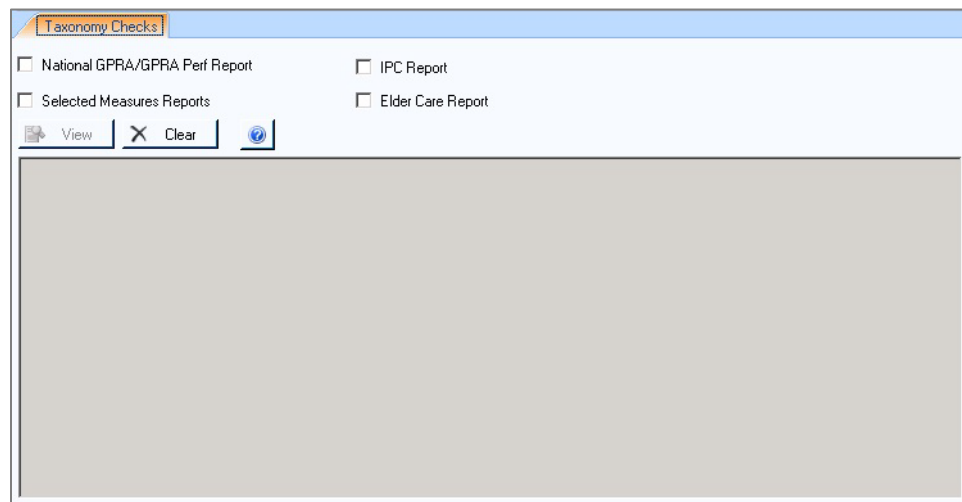 Taxonomy Checks
National GPRA/GPRA Perf Report
IPC Report
Selected Measures Reports
Elder Care Report
View
Clear
?